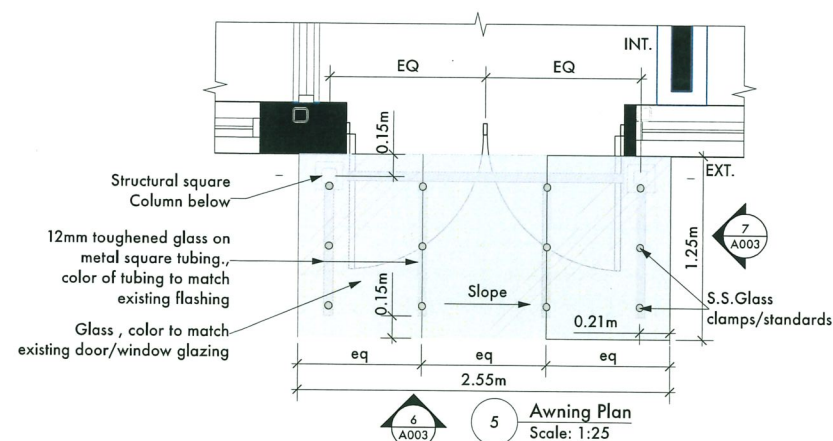 INT.
EQ
EQ
0.15m
EXT.
Structural square
Column below
7
A003
12mm toughened glass on
metal square tubing.,
color of tubing to match
existing flashing
1.25m
0.15m
Slope
S.S.Glass
clamps/standards
0.21m
Glass , color to match
existing door/window glazing
eq
eq
eq
2.55m
6
A003
5
Awning Plan
Scale: 1:25